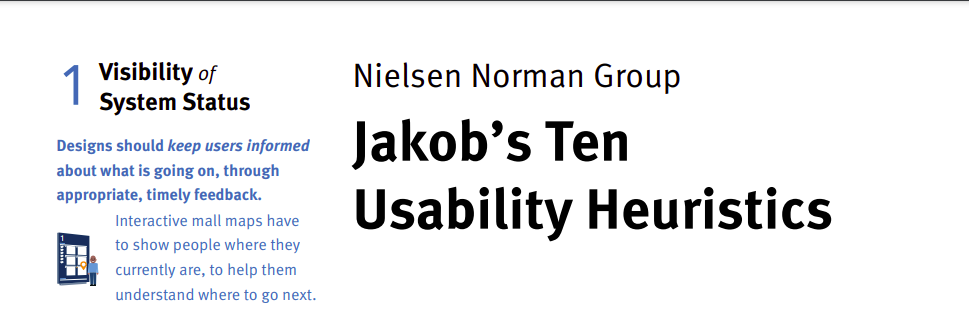 1
Visibility of
System Status
Designs should keep users informed
about what is going on, through
appropriate, timely feedback.
Interactive mall maps have
to show people where they
currently are, to help them
understand where to go next.
1
Nielsen Norman Group
Jakob's Ten
Usability Heuristics